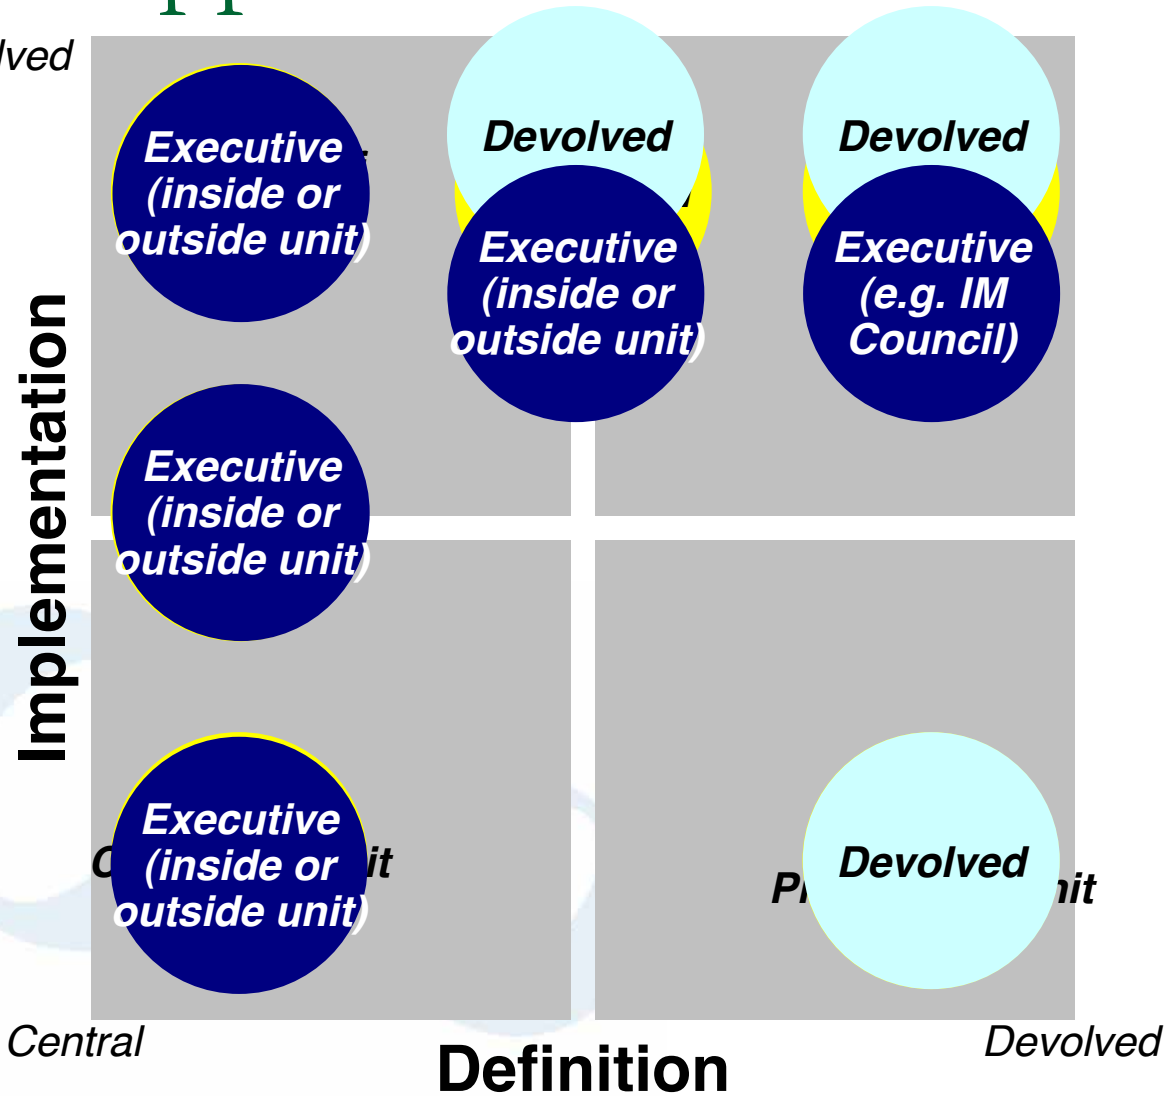 Devolved
Devolved
Executive
(inside or
outside unit)
Executive
(inside or
outside unit)
Executive
(e.g. IM
Council)
Implementation
Executive
(inside or
outside unit)
Executive
(inside or
outside unit)
Devolved
Central
Devolved
Definition